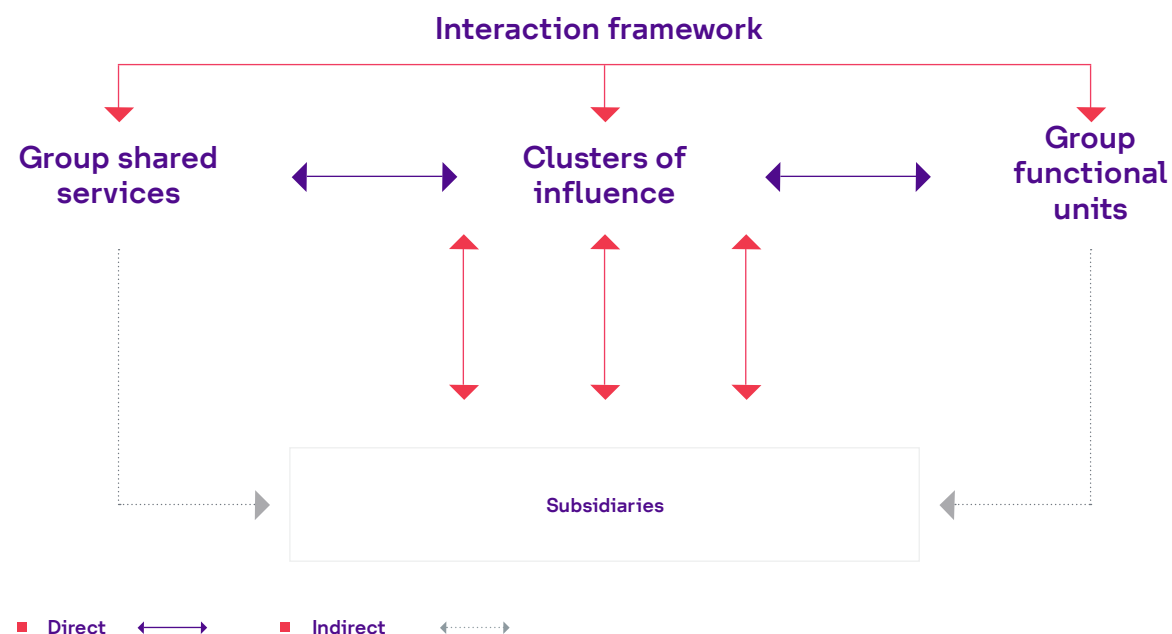 Interaction framework
Group shared
services
Clusters of
influence
Group
functional
units
Subsidiaries
Direct
Indirect